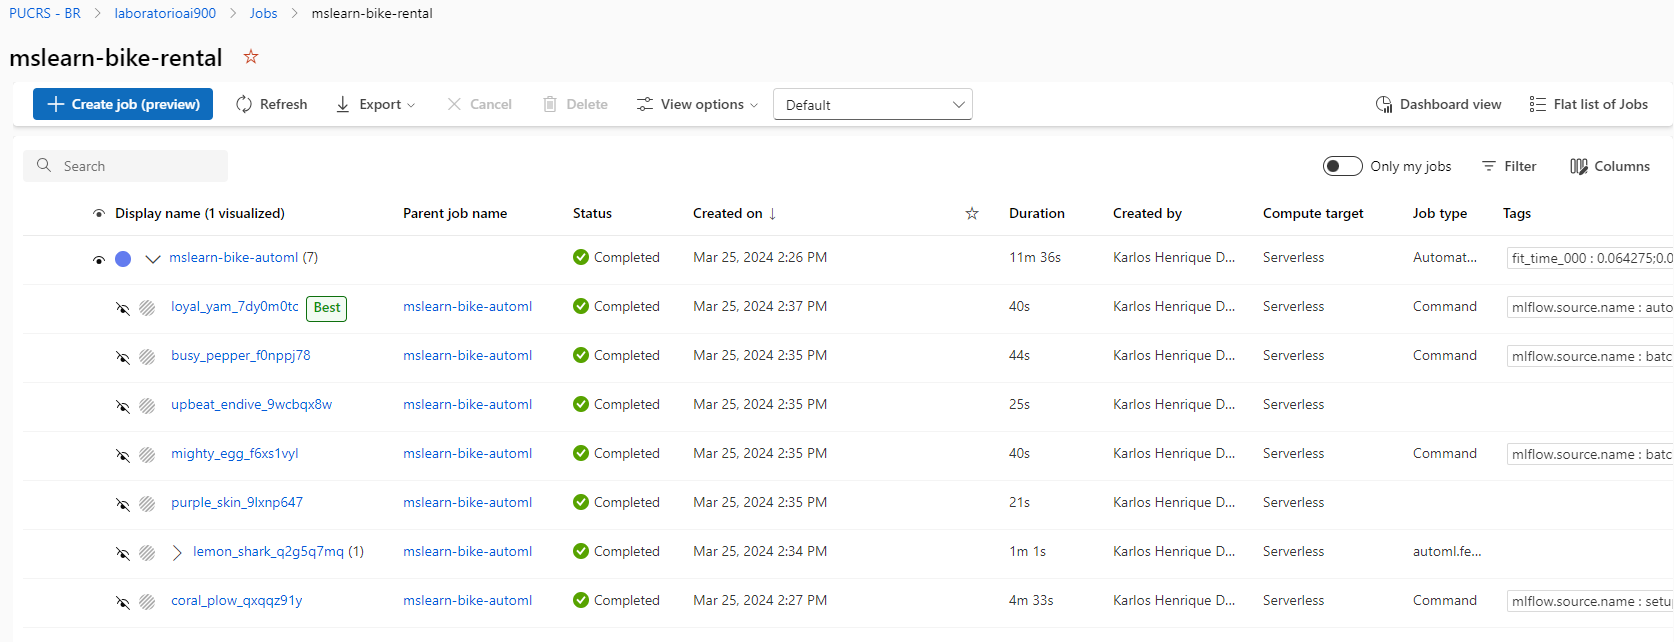 PUCRS - BR > laboratorioai900 > Jobs > mslearn-bike-rental
mslearn-bike-rental
Create job (preview) Refresh Export Cancel Delete View options Default Dashboard view Flat list of Jobs
Search Only my jobs Filter Columns
Display name (1 visualized) Parent job name Status Created on ↓ Duration Created by Compute target Job type Tags
mslearn-bike-automl (7) Completed Mar 25, 2024 2:26 PM 11m 36s Karlos Henrique D... Serverless Automat... fit_time_000 : 0.064275;0.0
loyal_yam_7dy0m0tc Best mslearn-bike-automl Completed Mar 25, 2024 2:37 PM 40s Karlos Henrique D... Serverless Command mlflow.source.name : auto
busy_pepper_f0nppj78 mslearn-bike-automl Completed Mar 25, 2024 2:35 PM 44s Karlos Henrique D... Serverless Command mlflow.source.name : batc
upbeat_endive_9wcbqx8w mslearn-bike-automl Completed Mar 25, 2024 2:35 PM 25s Karlos Henrique D... Serverless
mighty_egg_f6xs1vyl mslearn-bike-automl Completed Mar 25, 2024 2:35 PM 40s Karlos Henrique D... Serverless Command mlflow.source.name : batc
purple_skin_9lxnp647 mslearn-bike-automl Completed Mar 25, 2024 2:35 PM 21s Karlos Henrique D... Serverless
lemon_shark_q2g5q7mq (1) mslearn-bike-automl Completed Mar 25, 2024 2:34 PM 1m 1s Karlos Henrique D... Serverless automl.fe...
coral_plow_qxqqz91y mslearn-bike-automl Completed Mar 25, 2024 2:27 PM 4m 33s Karlos Henrique D... Serverless Command mlflow.source.name : setup